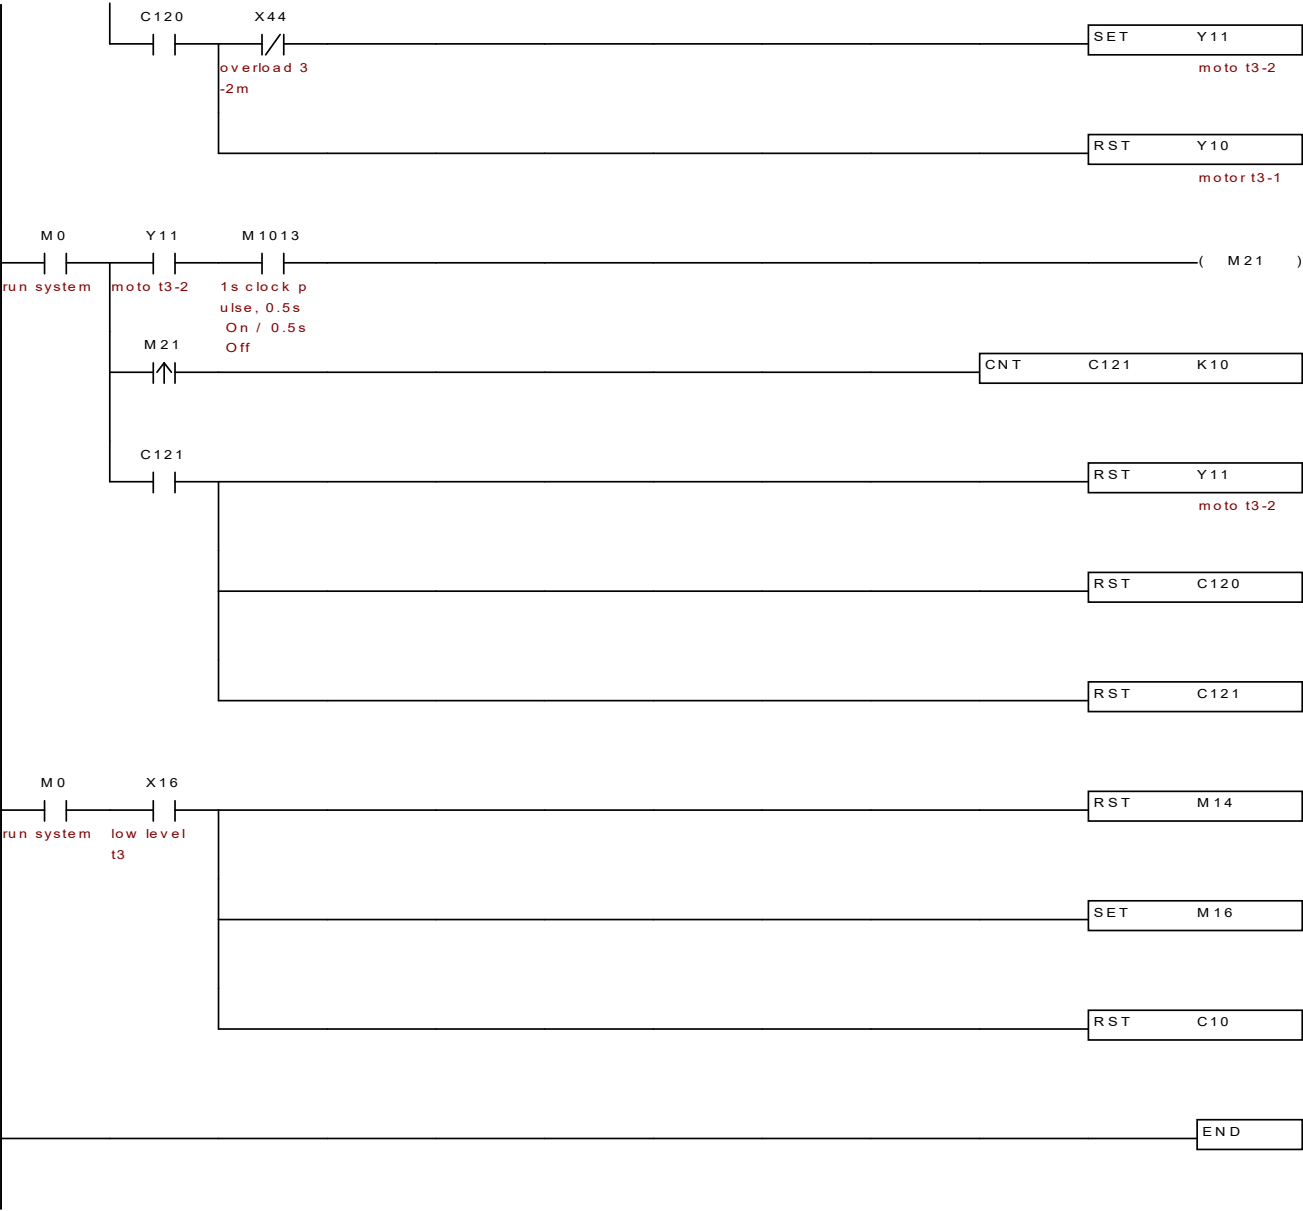 C120 X44
SET Y11
overload 3
-2m
moto t3-2
RST Y10
motor t3-1
M0 Y11 M1013
( M21 )
run system moto t3-2 1s clock p
ulse, 0.5s
On / 0.5s
Off
M21
CNT C121 K10
C121
RST Y11
moto t3-2
RST C120
RST C121
M0 X16
RST M14
run system low level
t3
SET M16
RST C10
END